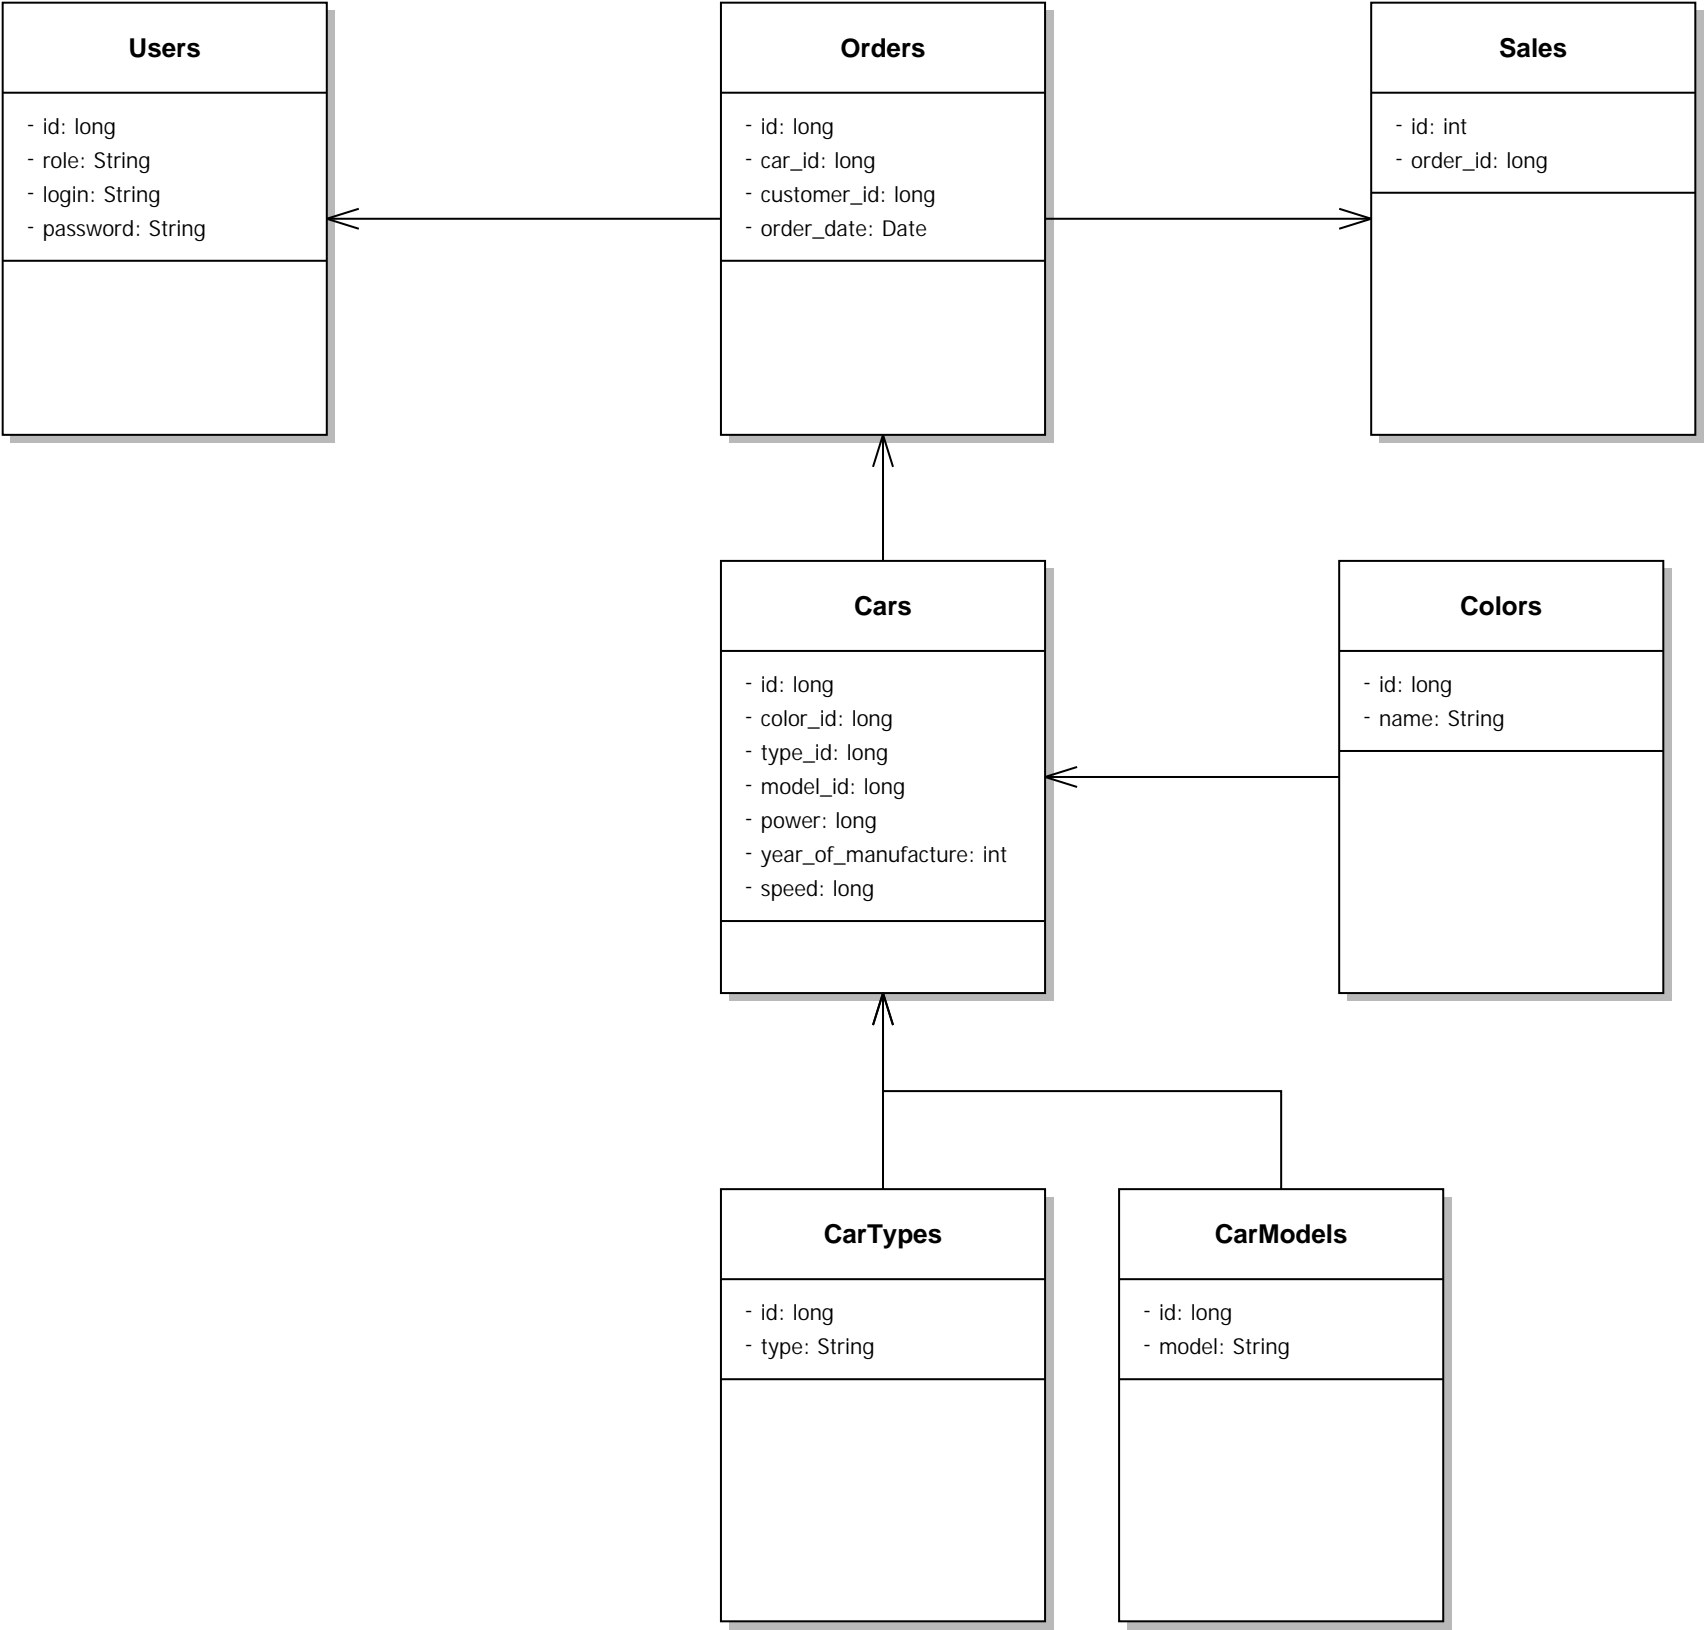 Users
- id: long
- role: String
- login: String
- password: String
Orders
- id: long
- car_id: long
- customer_id: long
- order_date: Date
Sales
- id: int
- order_id: long
Cars
- id: long
- color_id: long
- type_id: long
- model_id: long
- power: long
- year_of_manufacture: int
- speed: long
Colors
- id: long
- name: String
CarTypes
- id: long
- type: String
CarModels
- id: long
- model: String